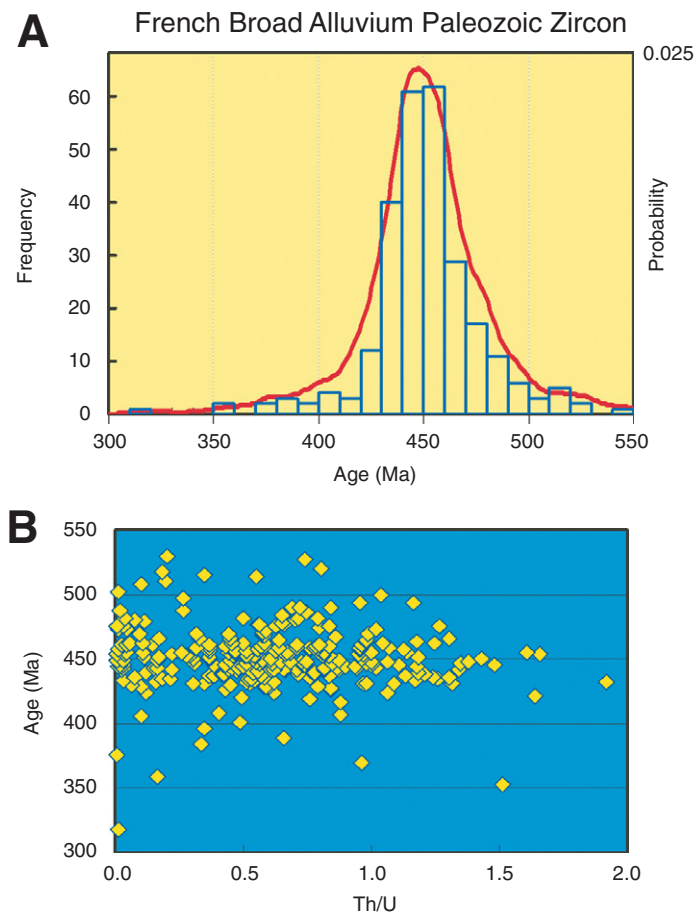 A French Broad Alluvium Paleozoic Zircon
0.025
60
50
40
30
20
10
0
Frequency
Probability
300 350 400 450 500 550
Age (Ma)
B
550
500
450
400
350
300
Age (Ma)
0.0 0.5 1.0 1.5 2.0
Th/U